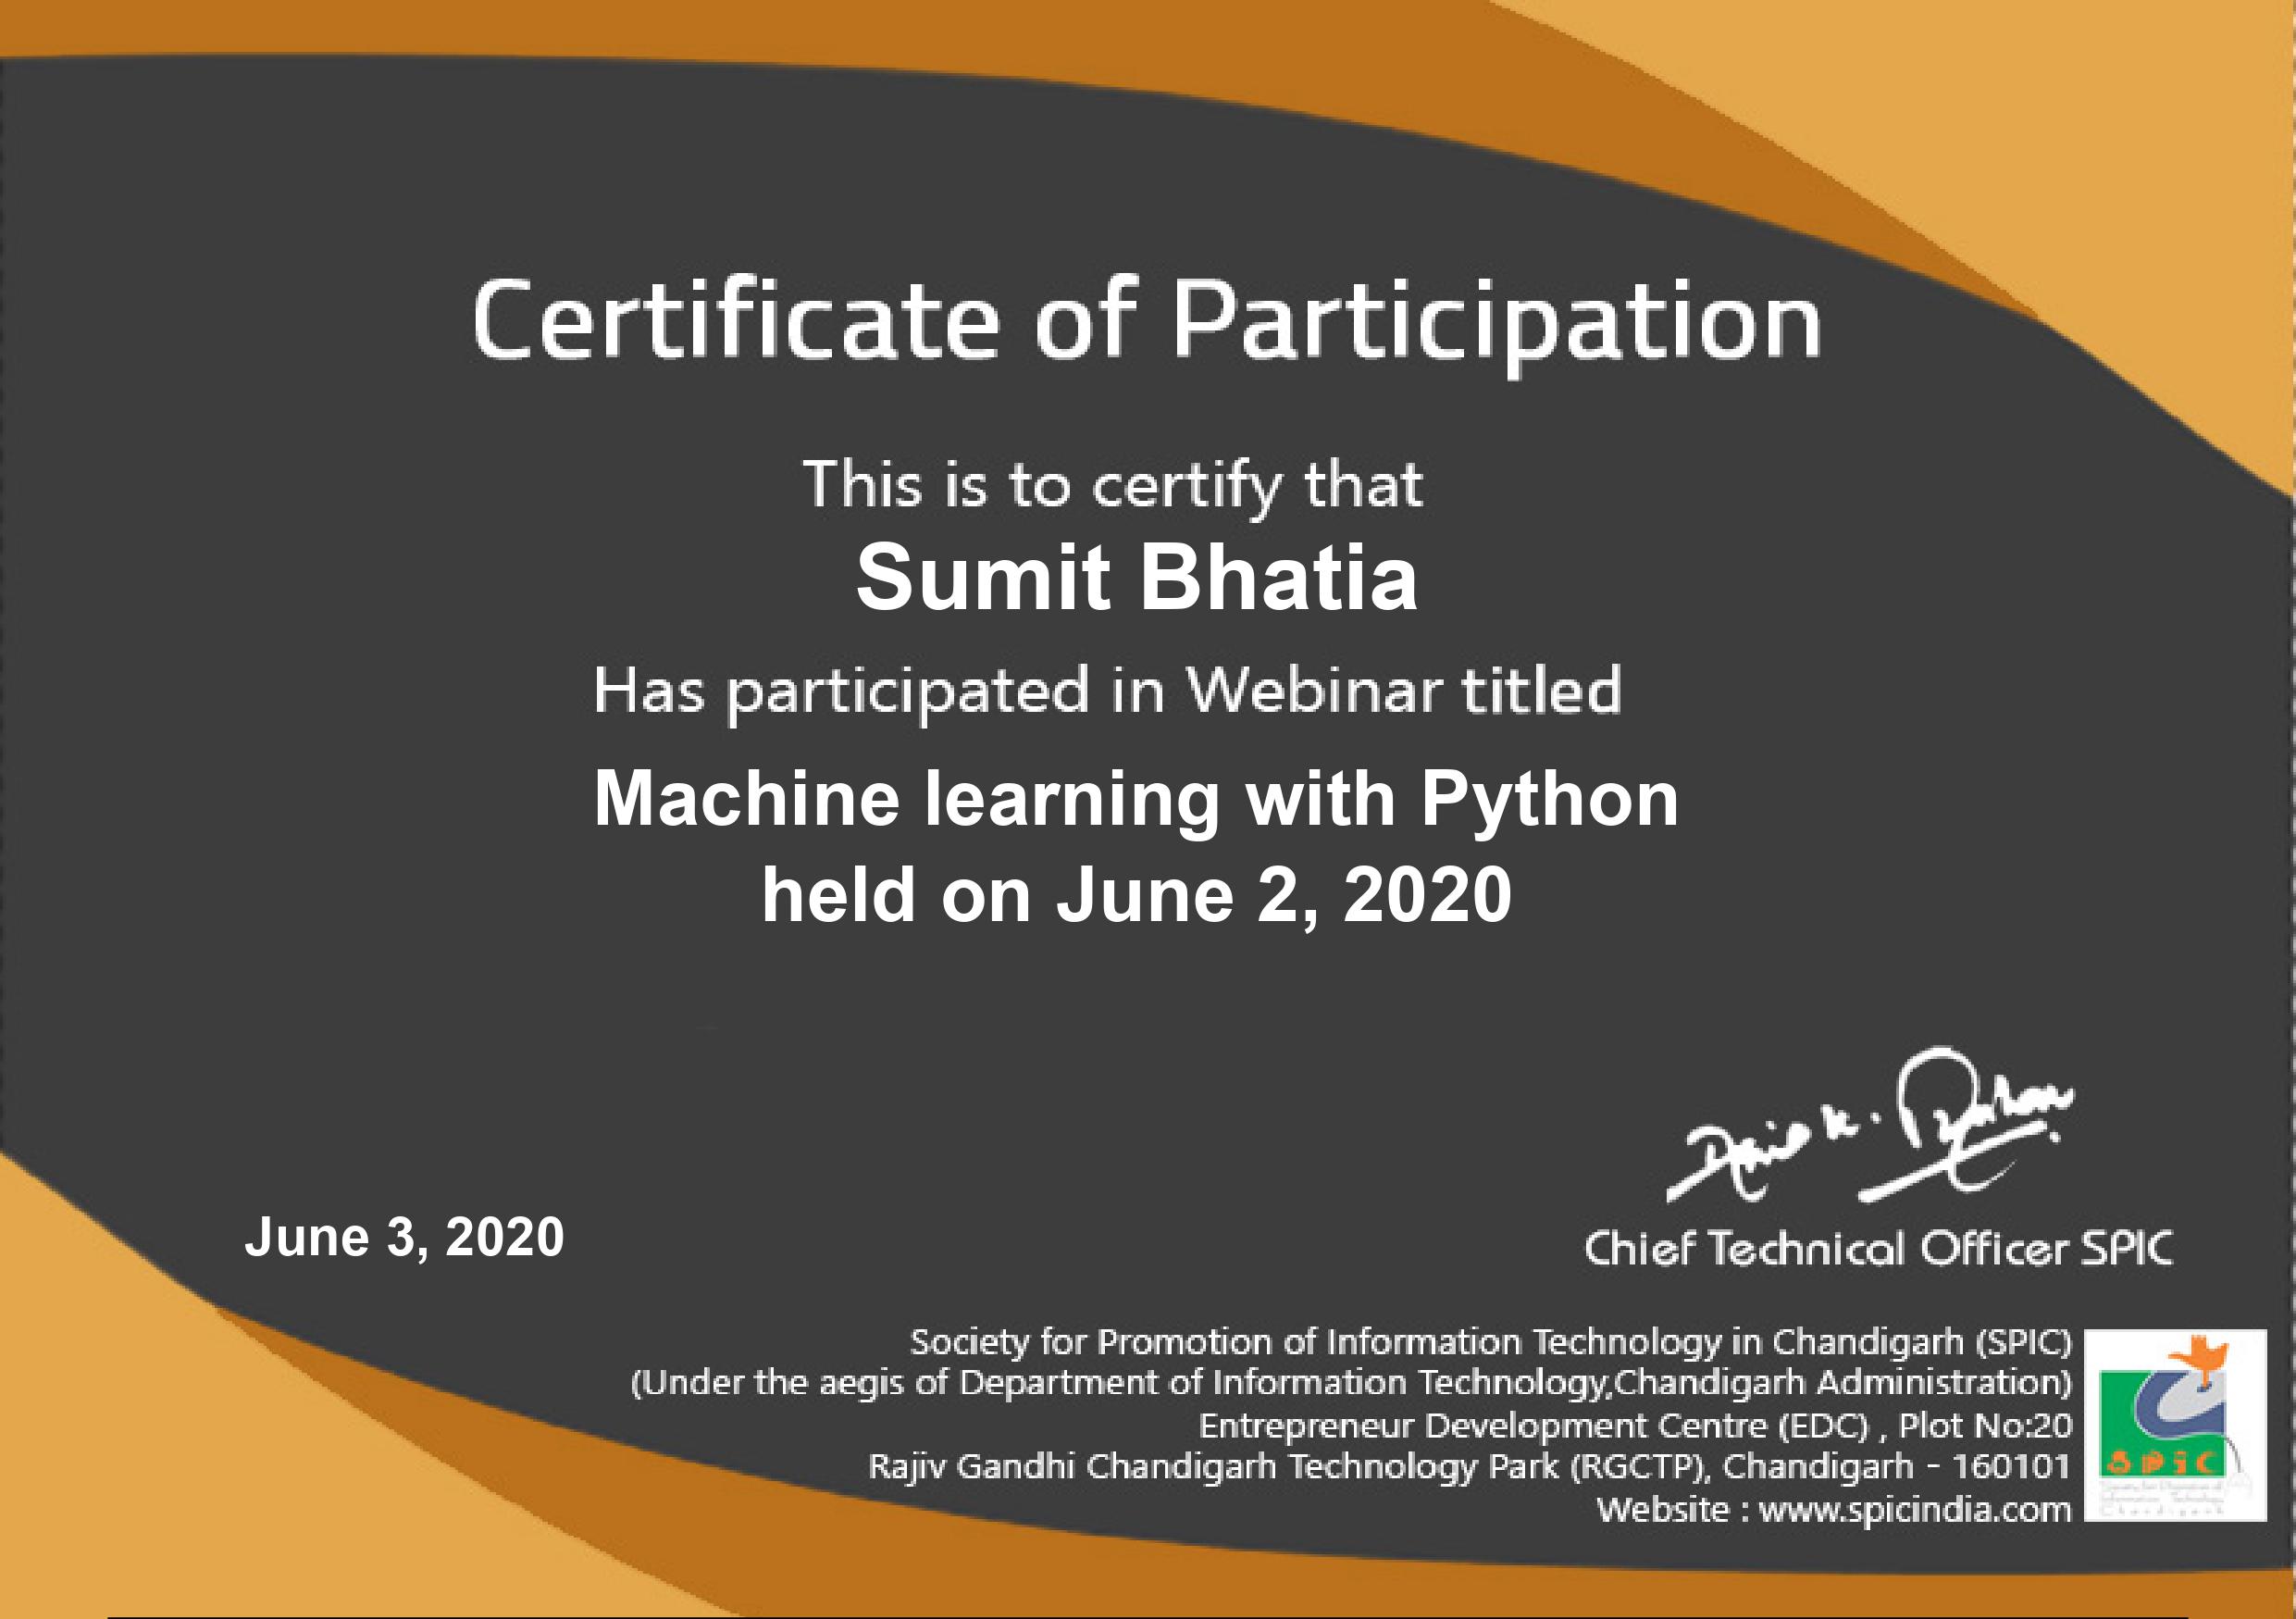 Certificate of Participation
This is to certify that
Sumit Bhatia
Has participated in Webinar titled
Machine learning with Python
held on June 2, 2020
June 3, 2020
Chief Technical Officer SPIC
Society for Promotion of Information Technology in Chandigarh (SPIC)
(Under the aegis of Department of Information Technology,Chandigarh Administration)
Entrepreneur Development Centre (EDC) , Plot No:20
Rajiv Gandhi Chandigarh Technology Park (RGCTP), Chandigarh - 160101
Website : www.spicindia.com
SPIC